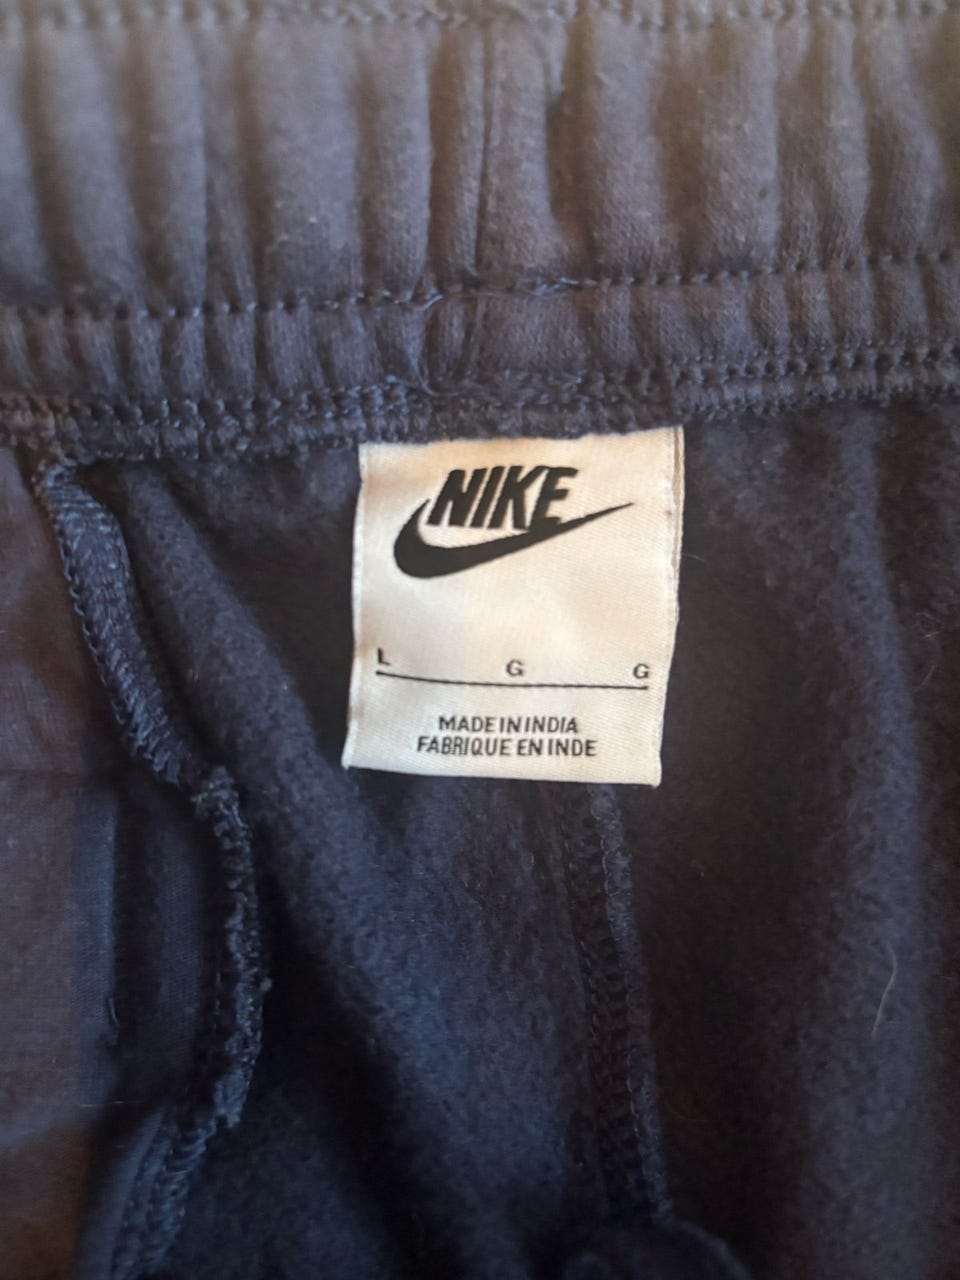 NIKE
L G G
MADE IN INDIA
FABRIQUE EN INDE